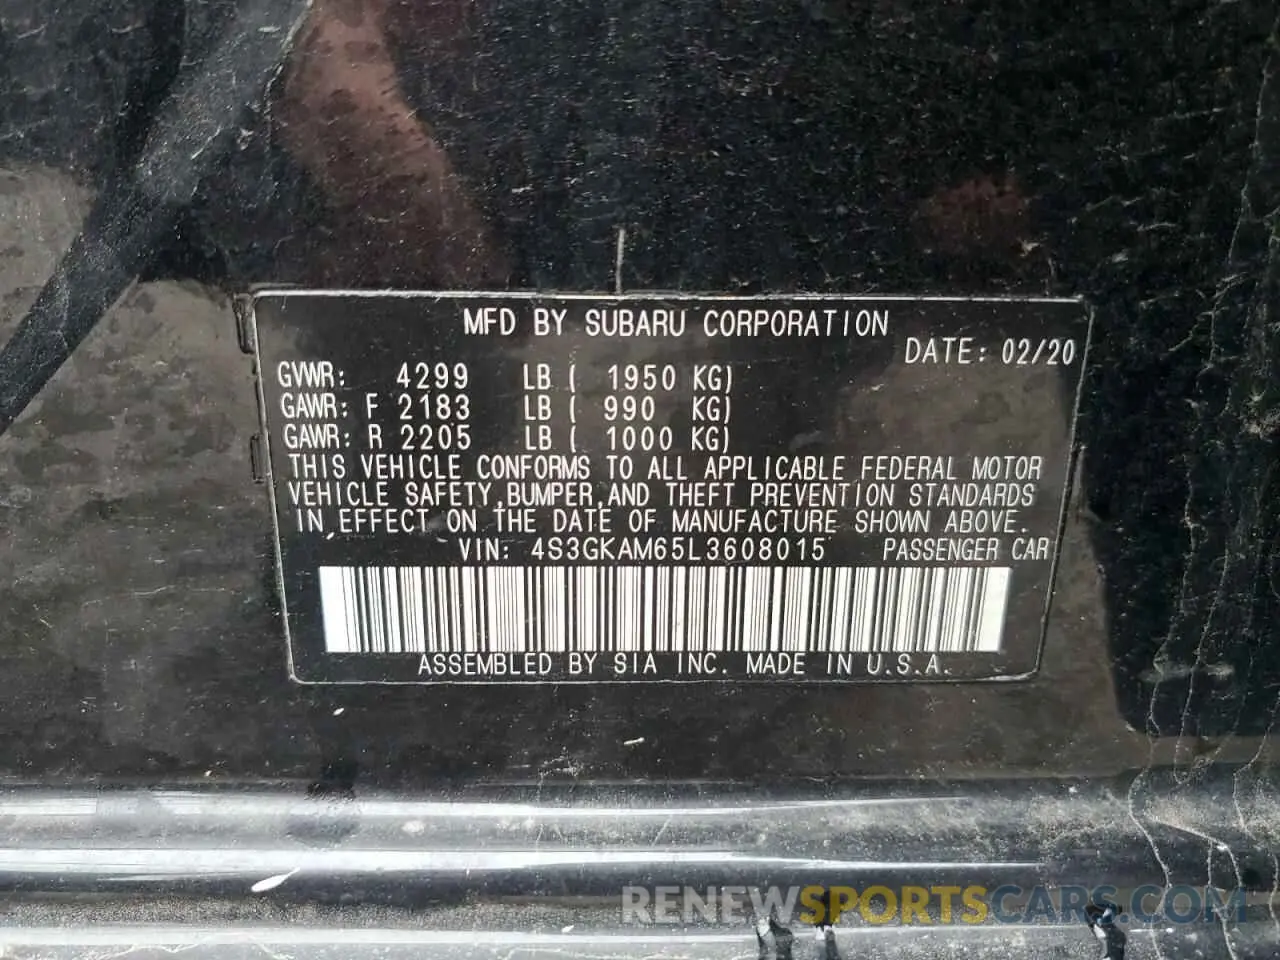 MFD BY SUBARU CORPORATION
DATE: 02/20
GVWR: 4299 LB ( 1950 KG)
GAWR: F 2183 LB ( 990 KG)
GAWR: R 2205 LB ( 1000 KG)
THIS VEHICLE CONFORMS TO ALL APPLICABLE FEDERAL MOTOR
VEHICLE SAFETY,BUMPER,AND THEFT PREVENTION STANDARDS
IN EFFECT ON THE DATE OF MANUFACTURE SHOWN ABOVE.
VIN: 4S3GKAM65L3608015 PASSENGER CAR
ASSEMBLED BY SIA INC. MADE IN U.S.A.
RENEWSPORTSCARS.COM